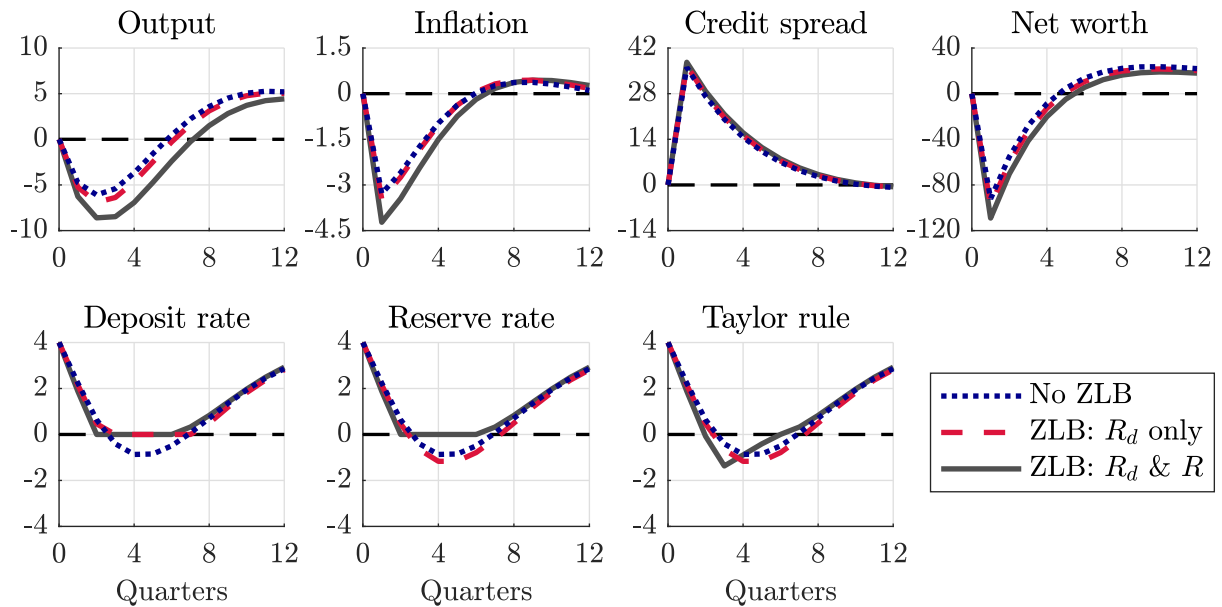 Output
Inflation
Credit spread
Net worth
10
5
0
-5
-10
0 4 8 12
1.5
0
-1.5
-3
-4.5
0 4 8 12
42
28
14
0
-14
0 4 8 12
40
0
-40
-80
-120
0 4 8 12
Deposit rate
Reserve rate
Taylor rule
4
2
0
-2
-4
0 4 8 12
Quarters
4
2
0
-2
-4
0 4 8 12
Quarters
4
2
0
-2
-4
0 4 8 12
Quarters
No ZLB
ZLB: R_d only
ZLB: R_d & R